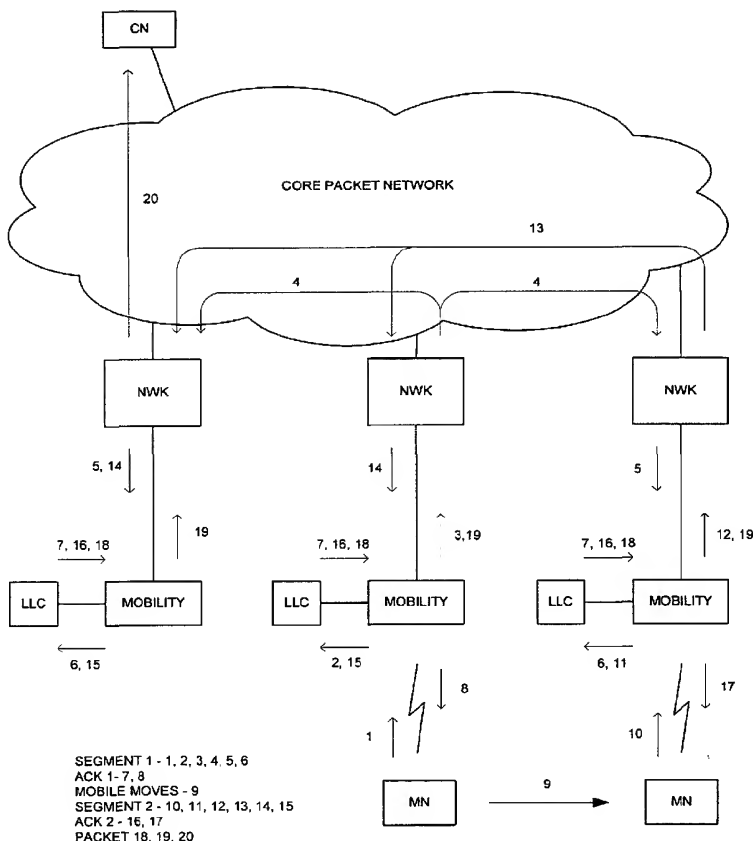 CN
CORE PACKET NETWORK
20
13
4 4
NWK NWK NWK
5, 14 14 5
19 3,19 12, 19
7, 16, 18 7, 16, 18 7, 16, 18
LLC MOBILITY LLC MOBILITY LLC MOBILITY
6, 15 2, 15 6, 11
8 17
1 10
SEGMENT 1 - 1, 2, 3, 4, 5, 6
ACK 1- 7, 8
MOBILE MOVES - 9
SEGMENT 2 - 10, 11, 12, 13, 14, 15
ACK 2 - 16, 17
PACKET 18, 19, 20
MN 9 MN